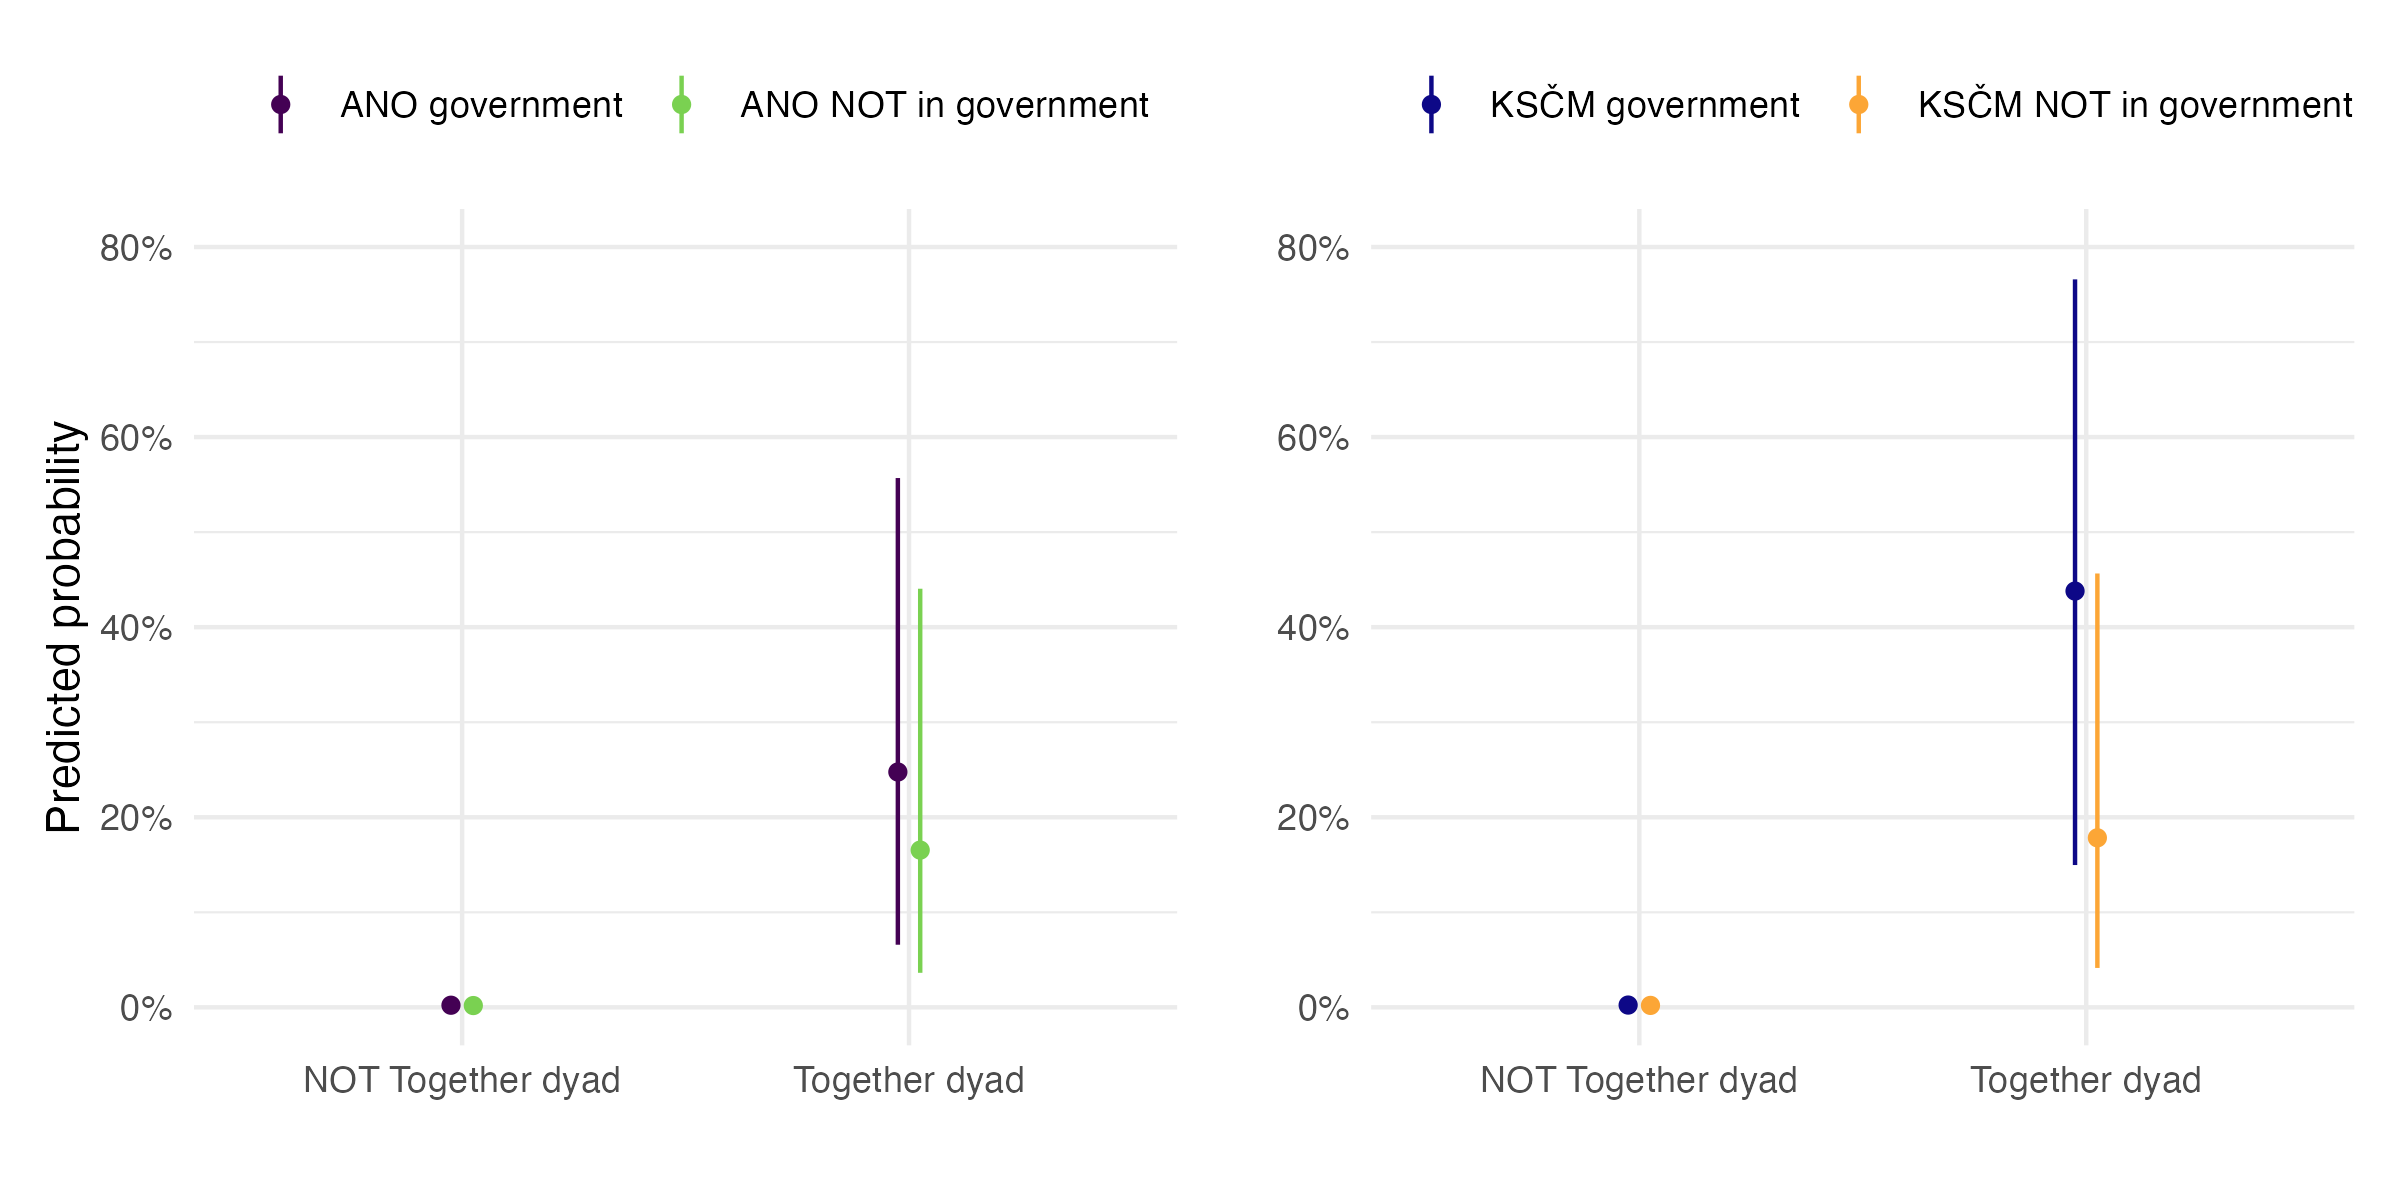 ANO government
ANO NOT in government
80%
60%
40%
20%
0%
Predicted probability
NOT Together dyad
Together dyad
KSČM government
KSČM NOT in government
80%
60%
40%
20%
0%
NOT Together dyad
Together dyad